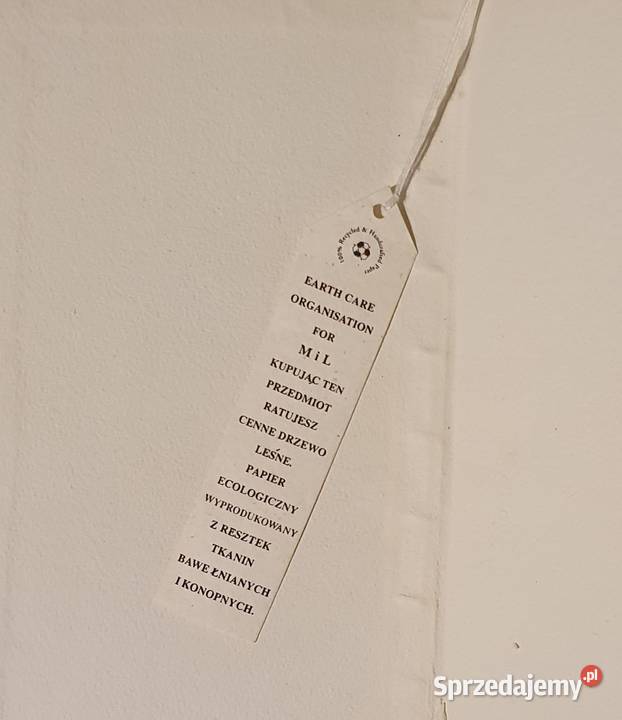 100% Recycled & Handcrafted Paper
EARTH CARE
ORGANISATION
FOR
M i L
KUPUJĄC TEN
PRZEDMIOT
RATUJESZ
CENNE DRZEWO
LEŚNE.
PAPIER
ECOLOGICZNY
WYPRODUKOWANY
Z RESZTEK
TKANIN
BAWE ŁNIANYCH
I KONOPNYCH.
Sprzedajemy.pl